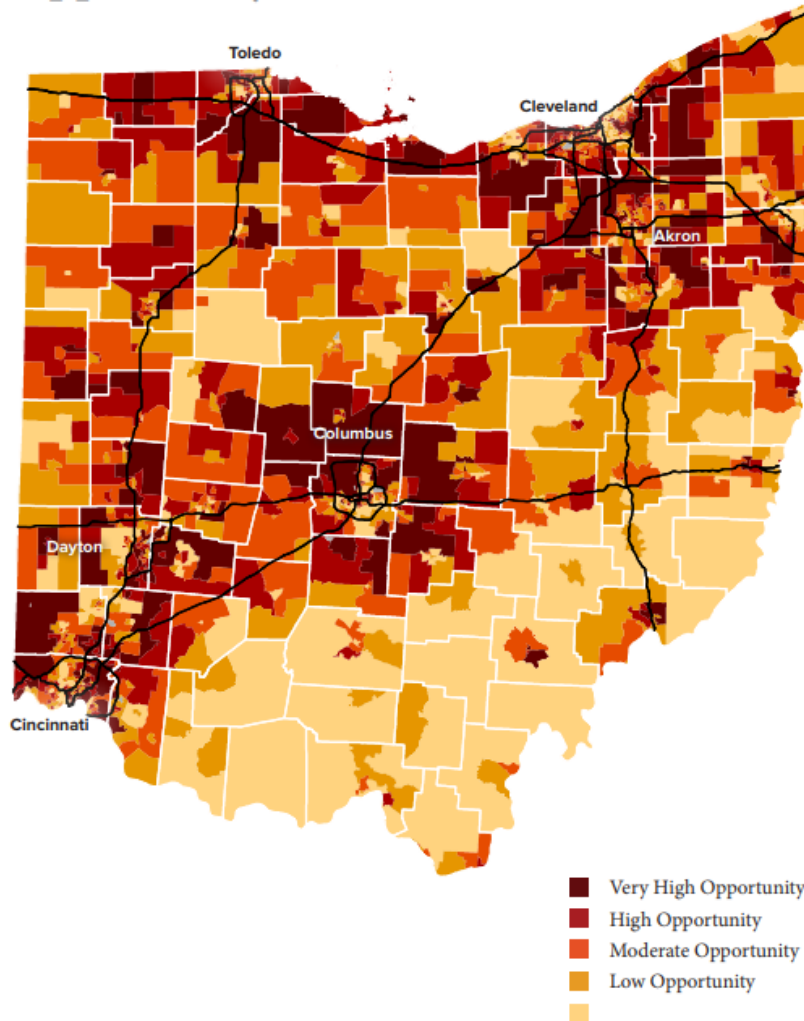 Toledo
Cleveland
Akron
Columbus
Dayton
Cincinnati
Very High Opportunity
High Opportunity
Moderate Opportunity
Low Opportunity